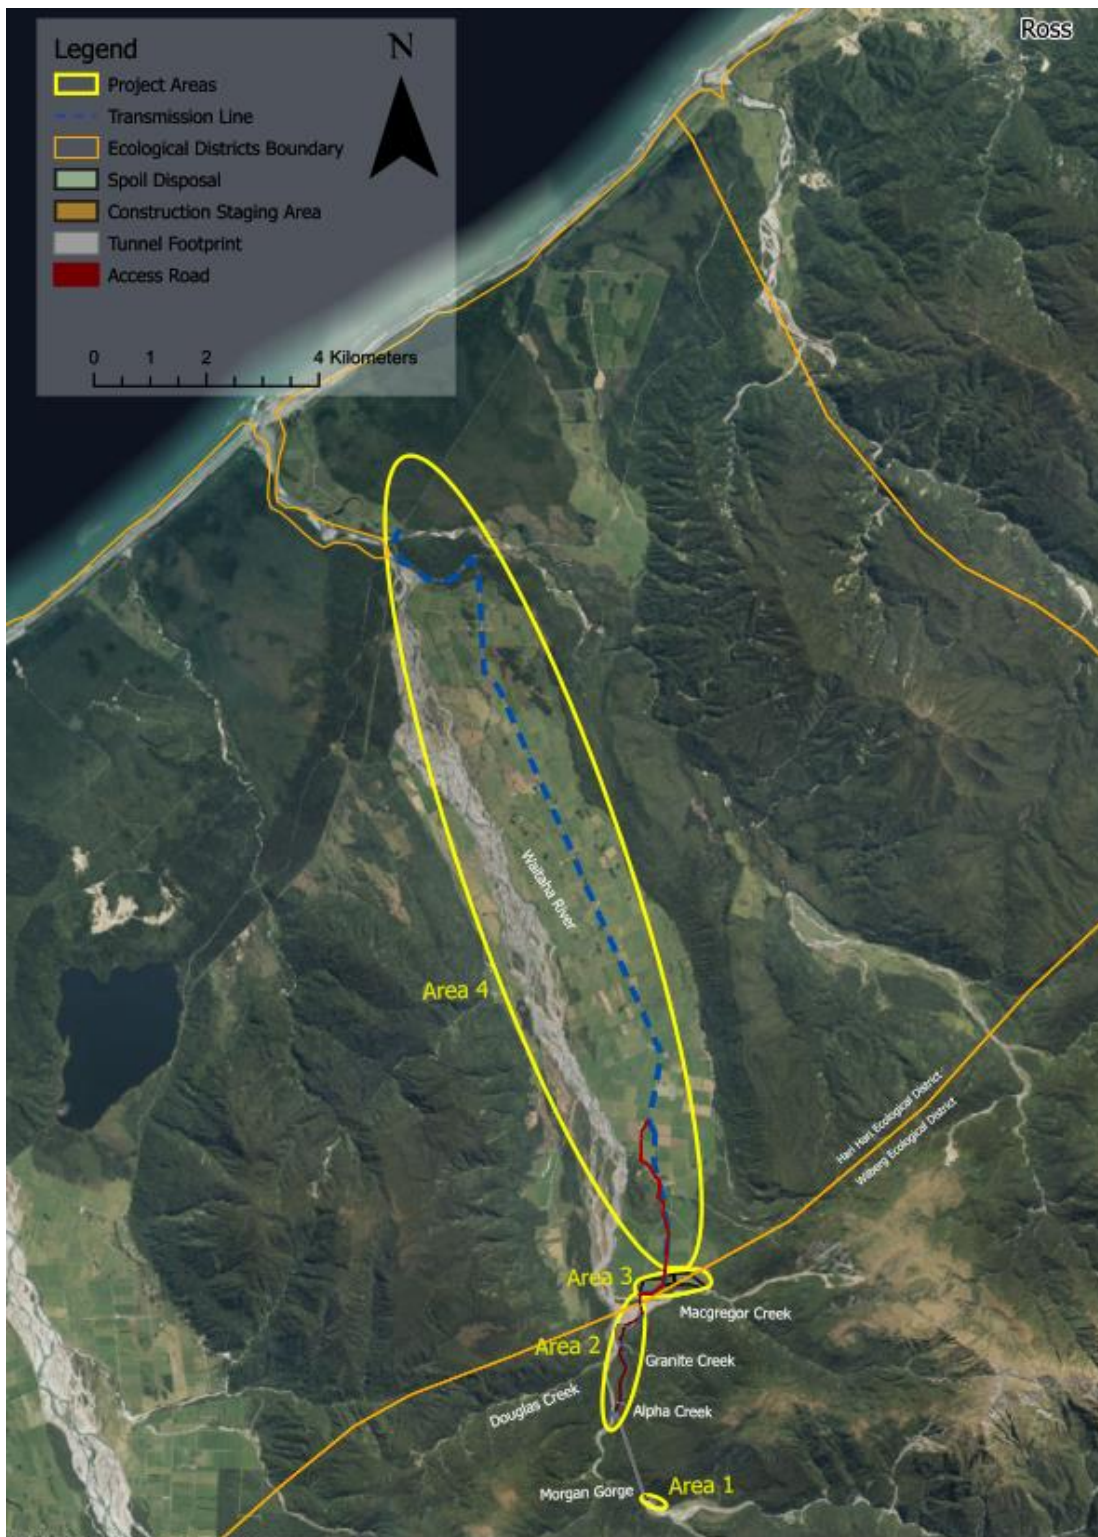 Ross
Legend
N
Project Areas
Transmission Line
Ecological Districts Boundary
Spoil Disposal
Construction Staging Area
Tunnel Footprint
Access Road
0 1 2 4 Kilometers
Waitaha River
Area 4
Hari Hari Ecological District
Wilberg Ecological District
Area 3
Macgregor Creek
Area 2
Granite Creek
Douglas Creek
Alpha Creek
Area 1
Morgan Gorge